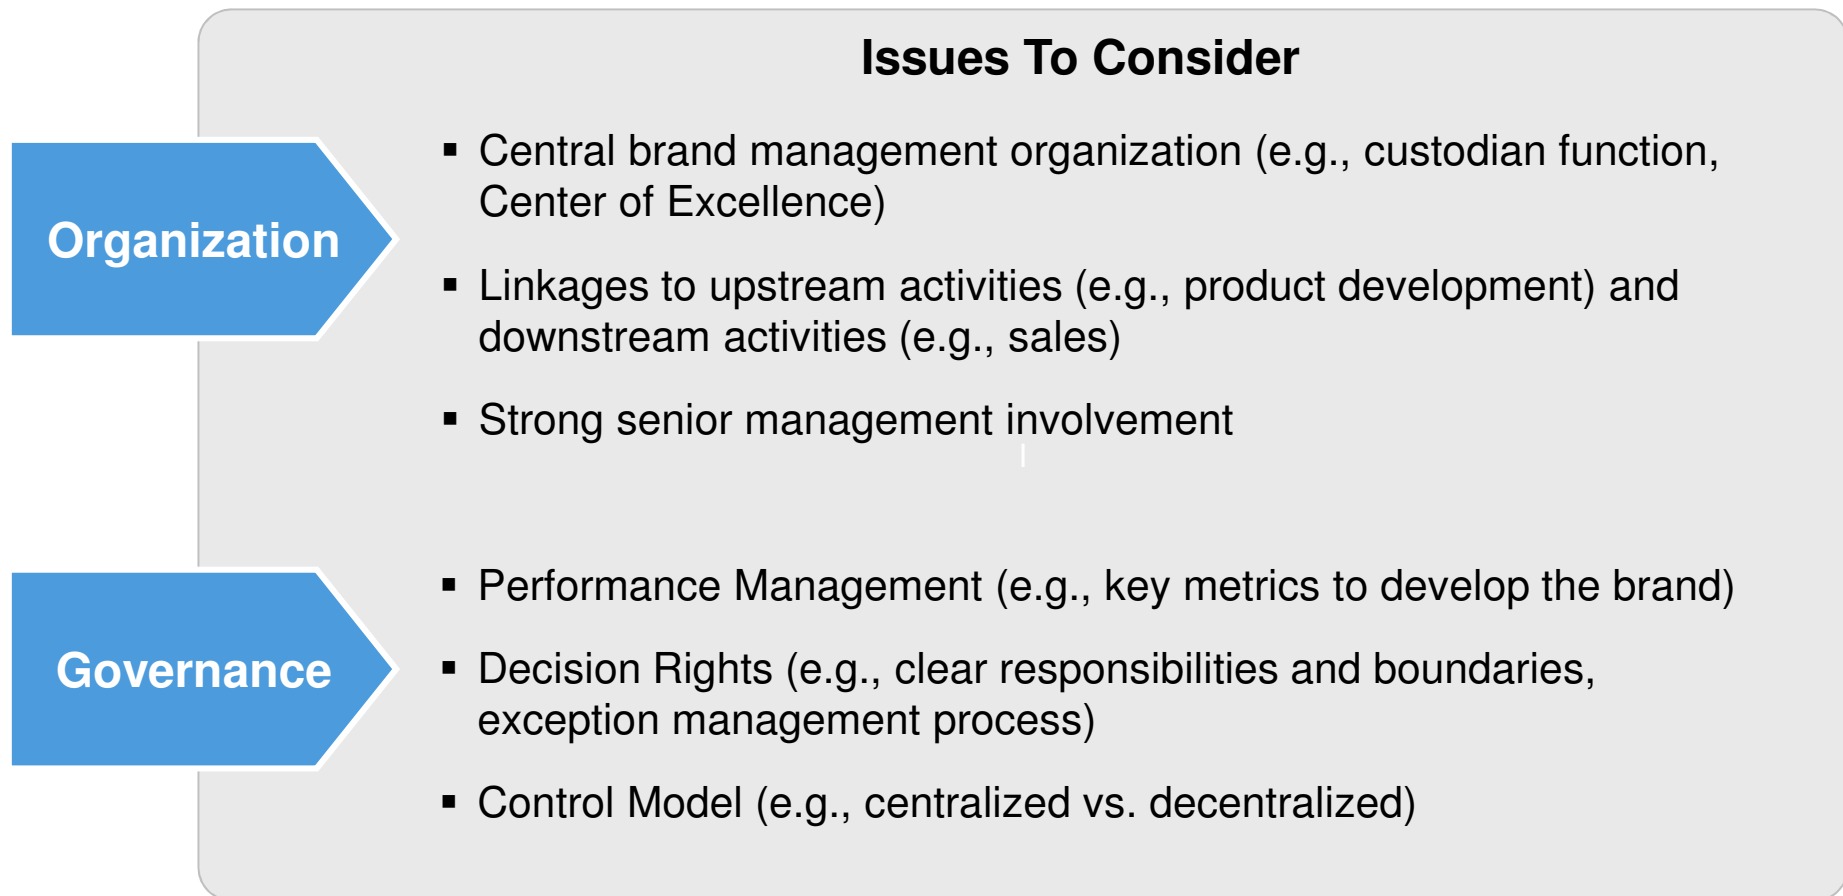 Issues To Consider
Organization
▪ Central brand management organization (e.g., custodian function,
Center of Excellence)
▪ Linkages to upstream activities (e.g., product development) and
downstream activities (e.g., sales)
▪ Strong senior management involvement
Governance
▪ Performance Management (e.g., key metrics to develop the brand)
▪ Decision Rights (e.g., clear responsibilities and boundaries,
exception management process)
▪ Control Model (e.g., centralized vs. decentralized)